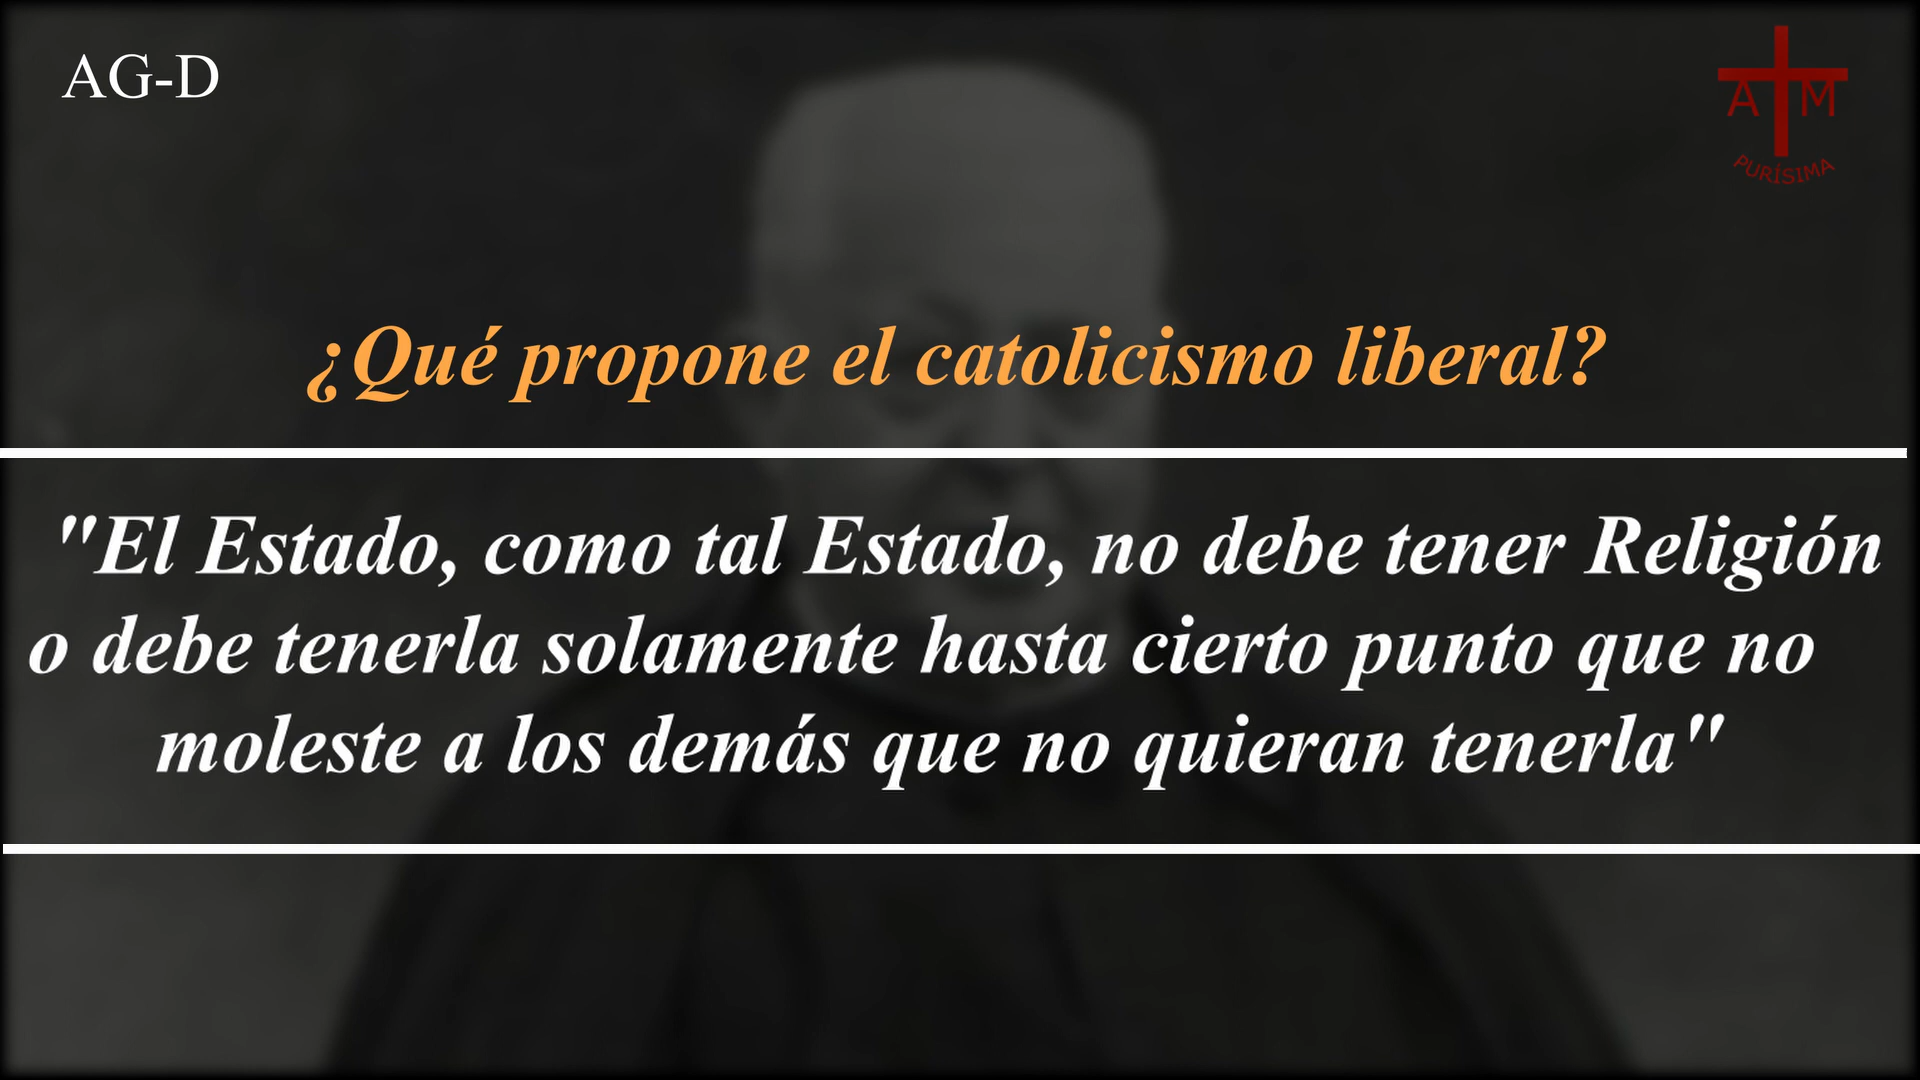 AG-D
A M
PURÍSIMA
¿Qué propone el catolicismo liberal?
"El Estado, como tal Estado, no debe tener Religión
o debe tenerla solamente hasta cierto punto que no
moleste a los demás que no quieran tenerla"